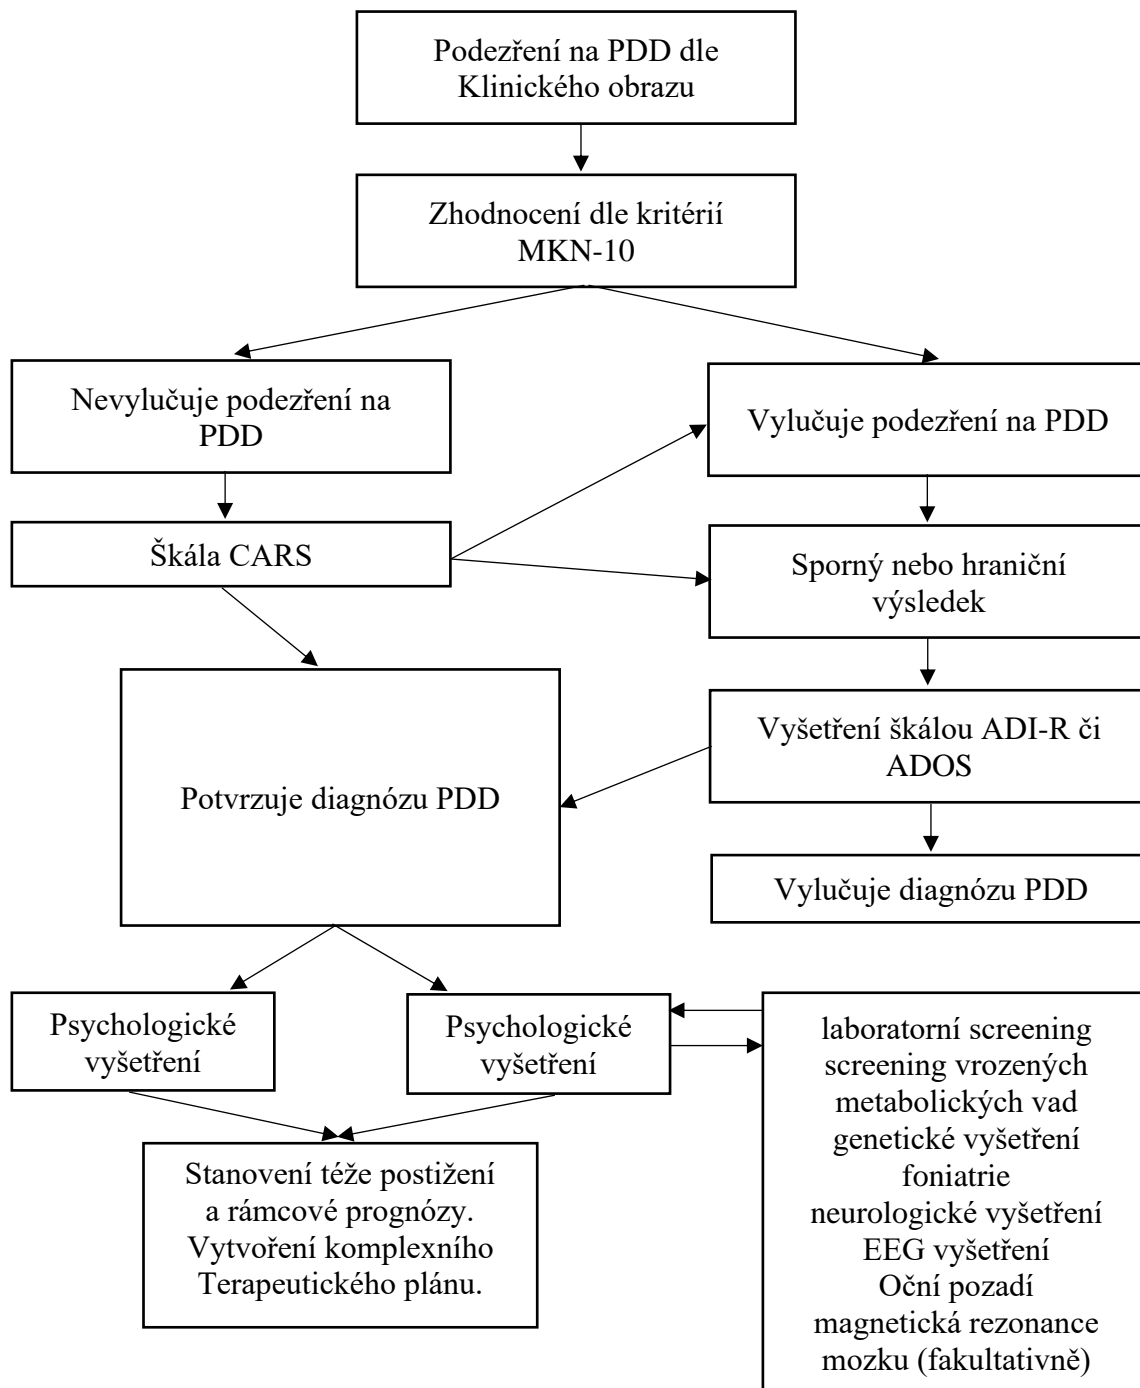 Podezření na PDD dle
Klinického obrazu
Zhodnocení dle kritérií
MKN-10
Nevylučuje podezření na
PDD
Vylučuje podezření na PDD
Škála CARS
Sporný nebo hraniční
výsledek
Potvrzuje diagnózu PDD
Vyšetření škálou ADI-R či
ADOS
Vylučuje diagnózu PDD
Psychologické
vyšetření
Psychologické
vyšetření
laboratorní screening
screening vrozených
metabolických vad
genetické vyšetření
foniatrie
neurologické vyšetření
EEG vyšetření
Oční pozadí
magnetická rezonance
mozku (fakultativně)
Stanovení téže postižení
a rámcové prognózy.
Vytvoření komplexního
Terapeutického plánu.